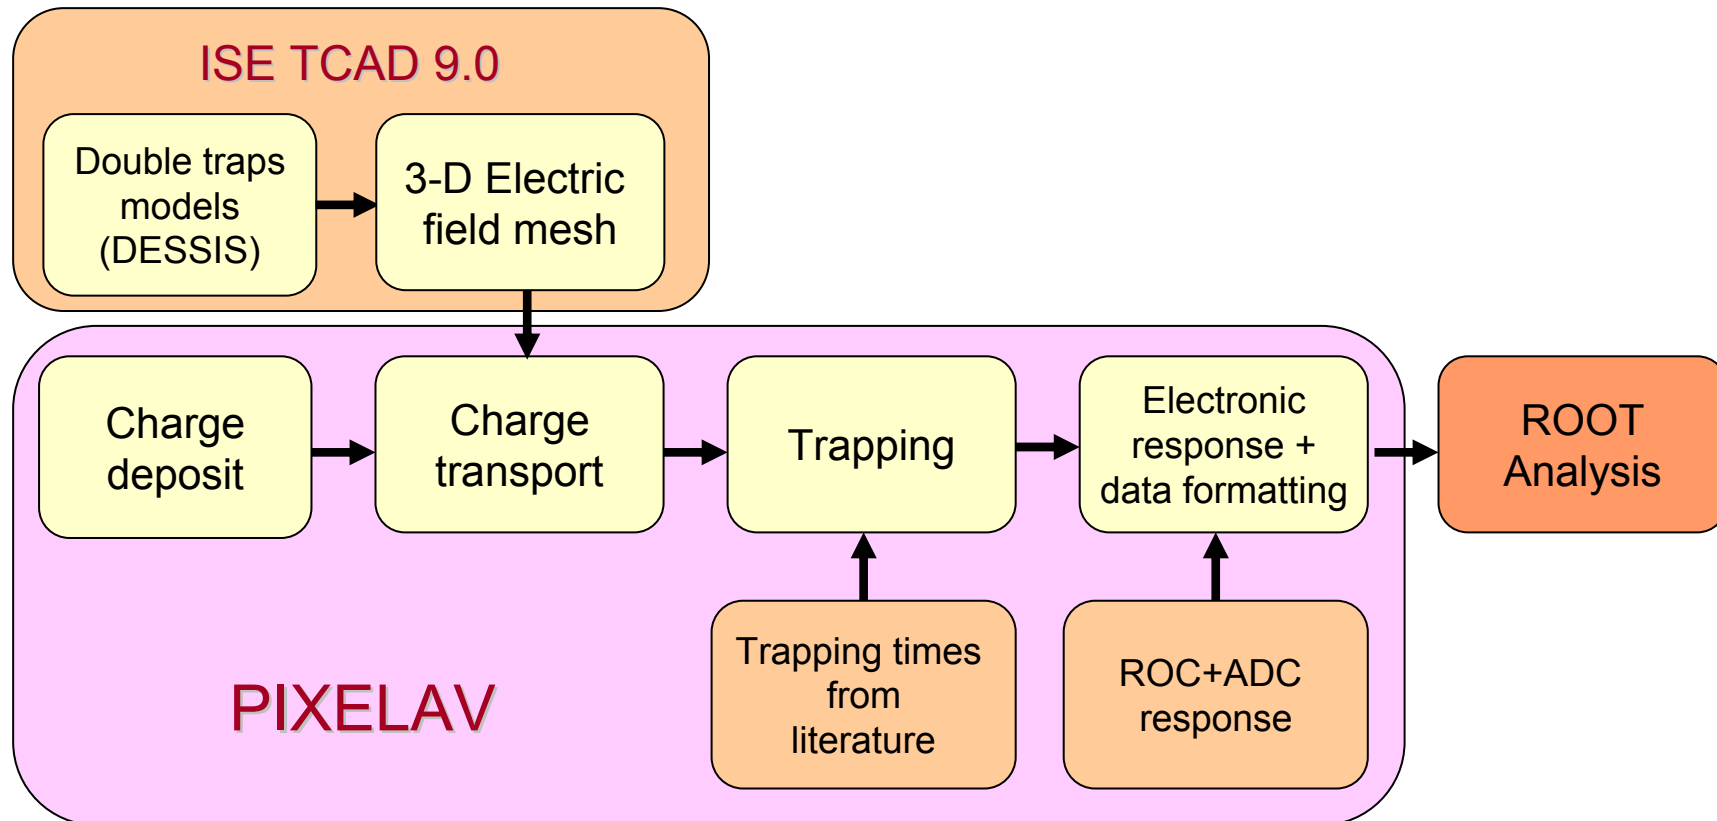 ISE TCAD 9.0
Double traps
models
(DESSIS)
3-D Electric
field mesh
Charge
deposit
Charge
transport
Trapping
Electronic
response +
data formatting
ROOT
Analysis
Trapping times
from
literature
ROC+ADC
response
PIXELAV